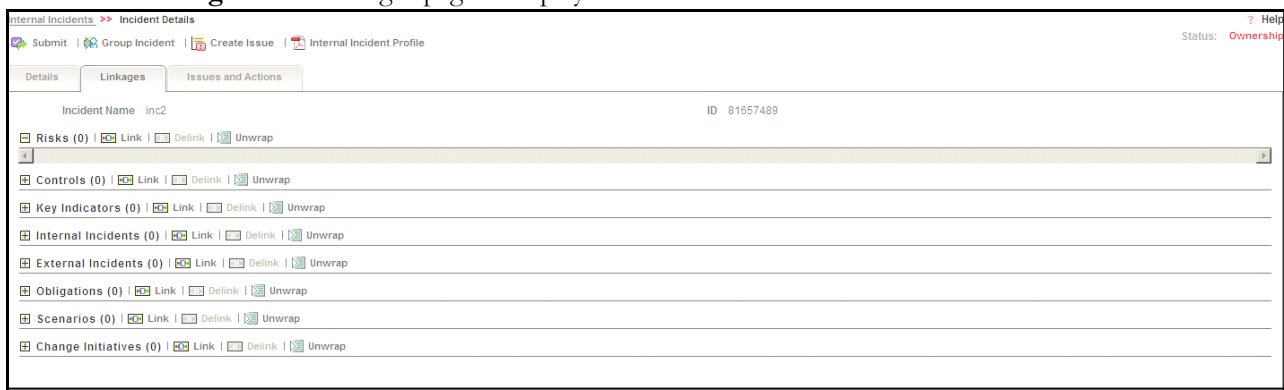 Internal Incidents >> Incident Details ? Help
Submit | Group Incident | Create Issue | Internal Incident Profile Status: Ownership
Details Linkages Issues and Actions
Incident Name inc2 ID 81657489
Risks (0) | Link | Delink | Unwrap
Controls (0) | Link | Delink | Unwrap
Key Indicators (0) | Link | Delink | Unwrap
Internal Incidents (0) | Link | Delink | Unwrap
External Incidents (0) | Link | Delink | Unwrap
Obligations (0) | Link | Delink | Unwrap
Scenarios (0) | Link | Delink | Unwrap
Change Initiatives (0) | Link | Delink | Unwrap